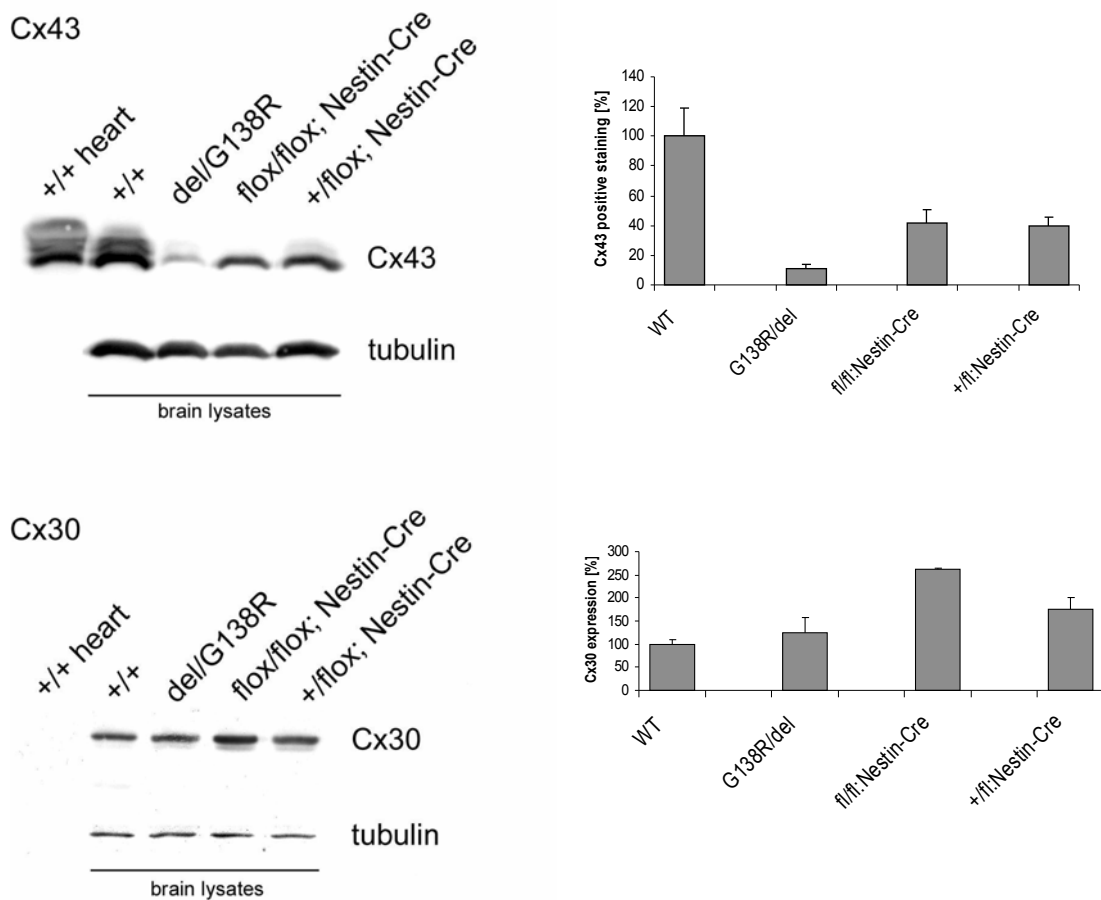 Cx43
+/+ heart
+/+
del/G138R
flox/flox; Nestin-Cre
+/flox; Nestin-Cre
Cx43
tubulin
brain lysates
Cx43 positive staining [%]
140
120
100
80
60
40
20
0
WT
G138R/del
fl/fl:Nestin-Cre
+/fl:Nestin-Cre
Cx30
+/+ heart
+/+
del/G138R
flox/flox; Nestin-Cre
+/flox; Nestin-Cre
Cx30
tubulin
brain lysates
Cx30 expression [%]
300
250
200
150
100
50
0
WT
G138R/del
fl/fl:Nestin-Cre
+/fl:Nestin-Cre